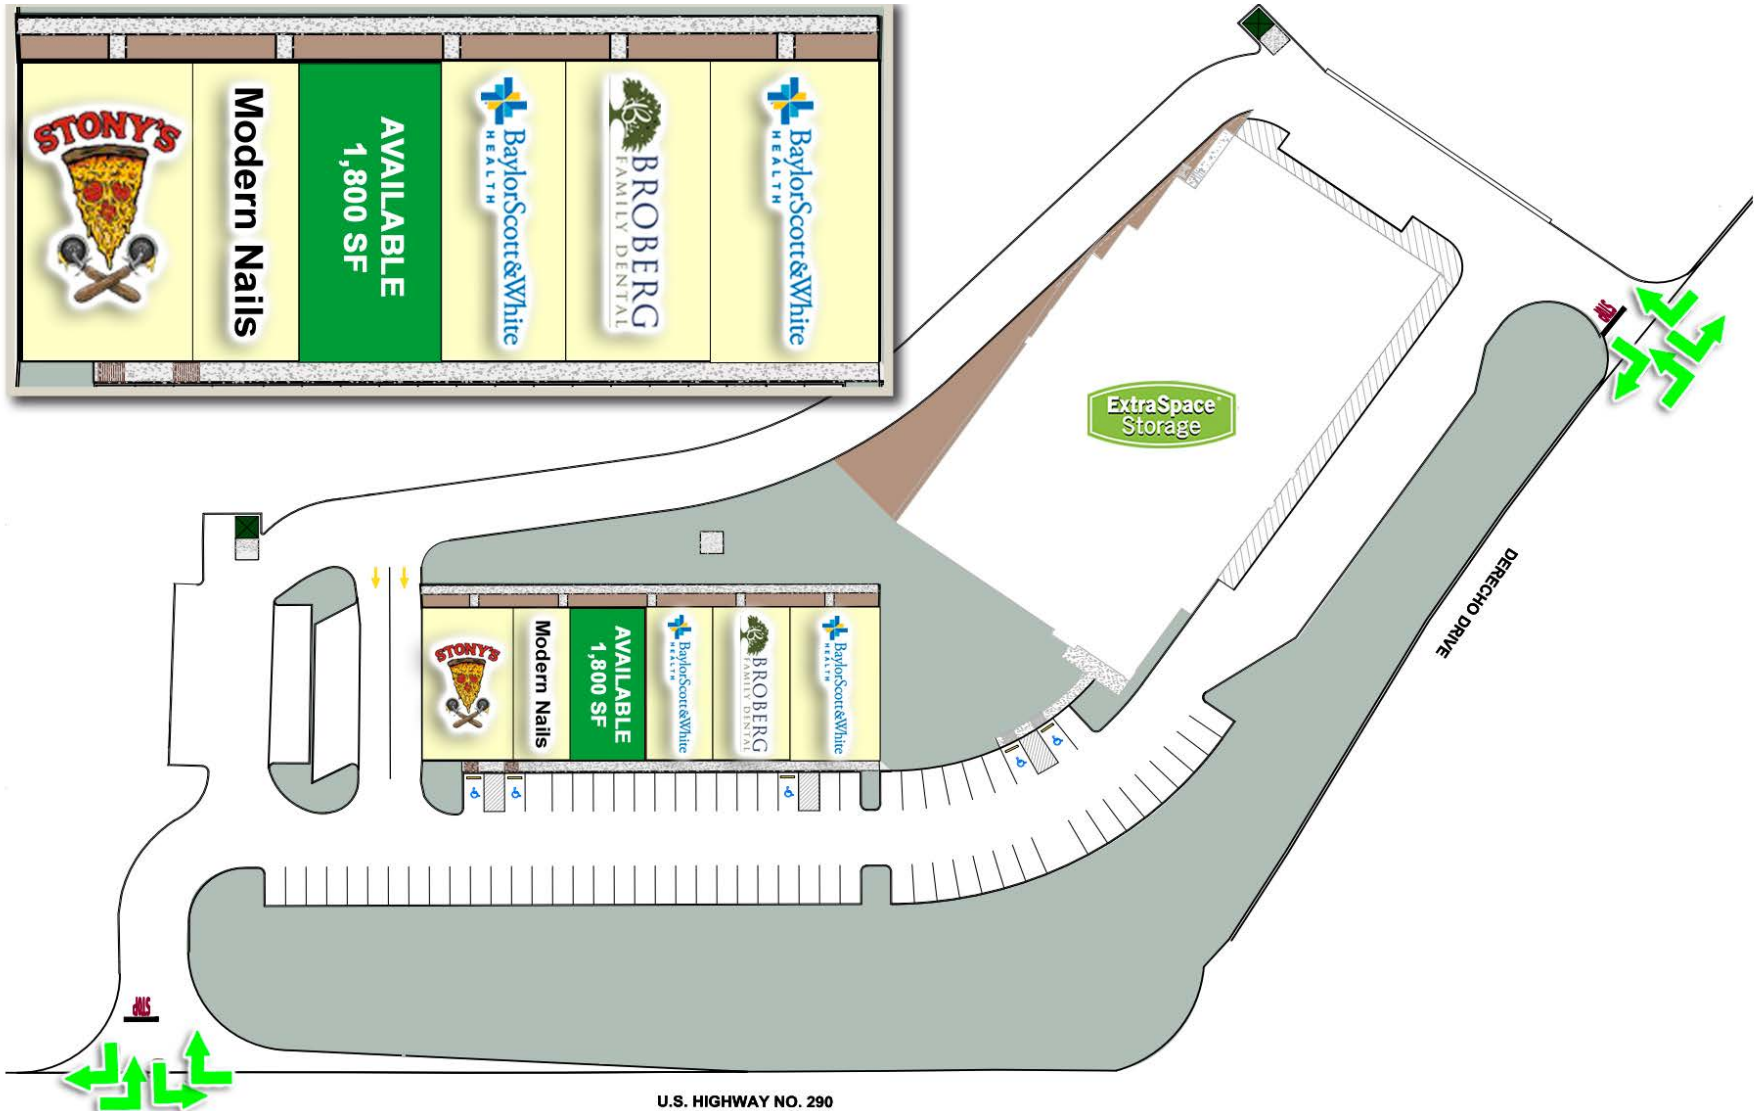 STONY'S
Modern Nails
AVAILABLE
1,800 SF
BaylorScott&White
HEALTH
BROBERG
FAMILY DENTAL
BaylorScott&White
HEALTH
ExtraSpace
Storage
STOP
DERECHO DRIVE
STONY'S
Modern Nails
AVAILABLE
1,800 SF
BaylorScott&White
HEALTH
BROBERG
FAMILY DENTAL
BaylorScott&White
HEALTH
STOP
U.S. HIGHWAY NO. 290